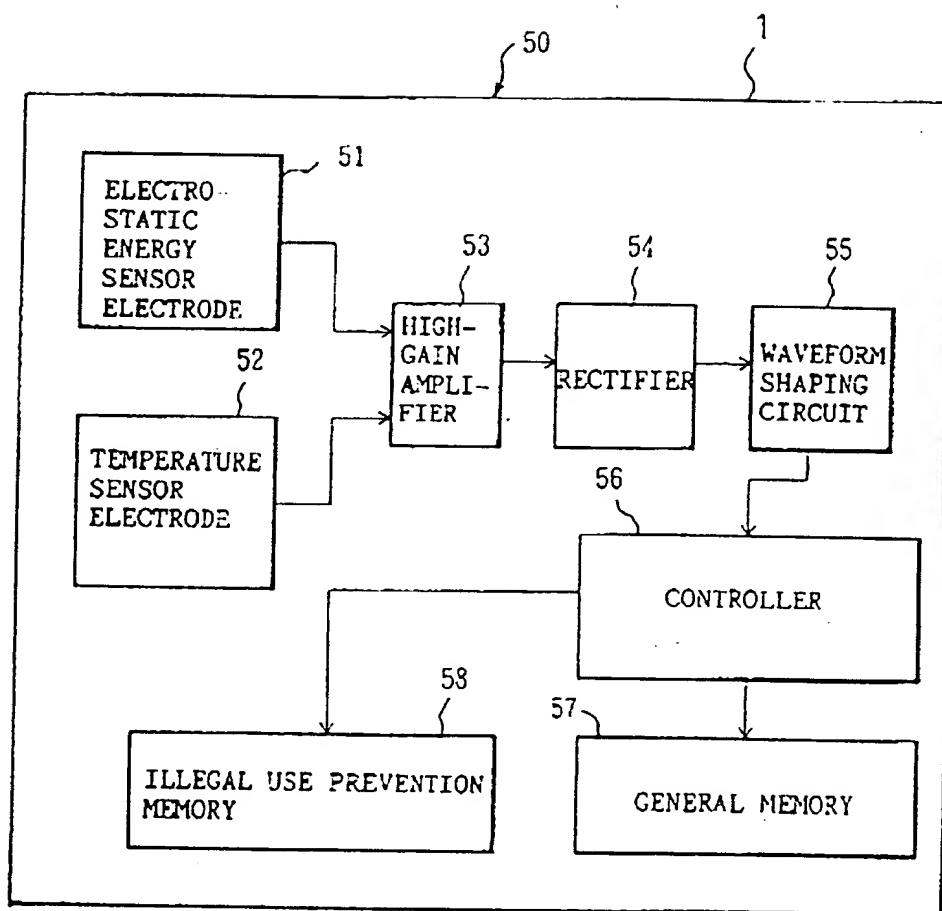 50
1
51
ELECTRO-
STATIC
ENERGY
SENSOR
ELECTRODE
52
TEMPERATURE
SENSOR
ELECTRODE
53
HIGH-
GAIN
AMPLI-
FIER
54
RECTIFIER
55
WAVEFORM
SHAPING
CIRCUIT
56
CONTROLLER
58
ILLEGAL USE PREVENTION
MEMORY
57
GENERAL MEMORY